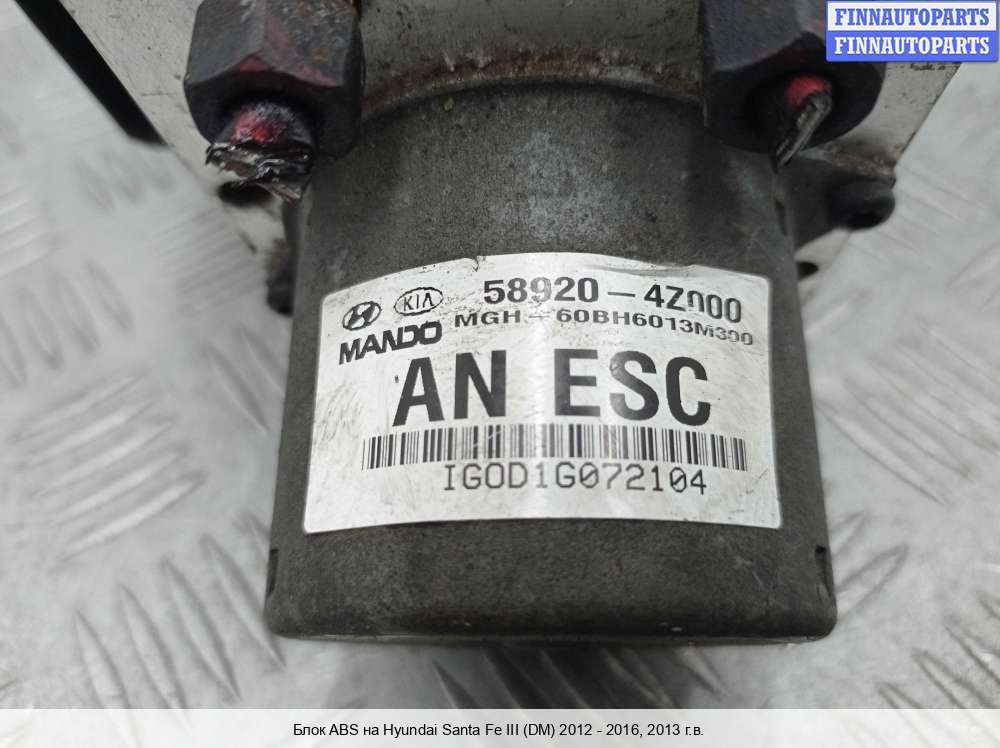 FINNAUTOPARTS
FINNAUTOPARTS
KIA 58920-4Z000
MANDO MGH-60BH6013M300
AN ESC
IGOD1G072104
Блок ABS на Hyundai Santa Fe III (DM) 2012 - 2016, 2013 г.в.